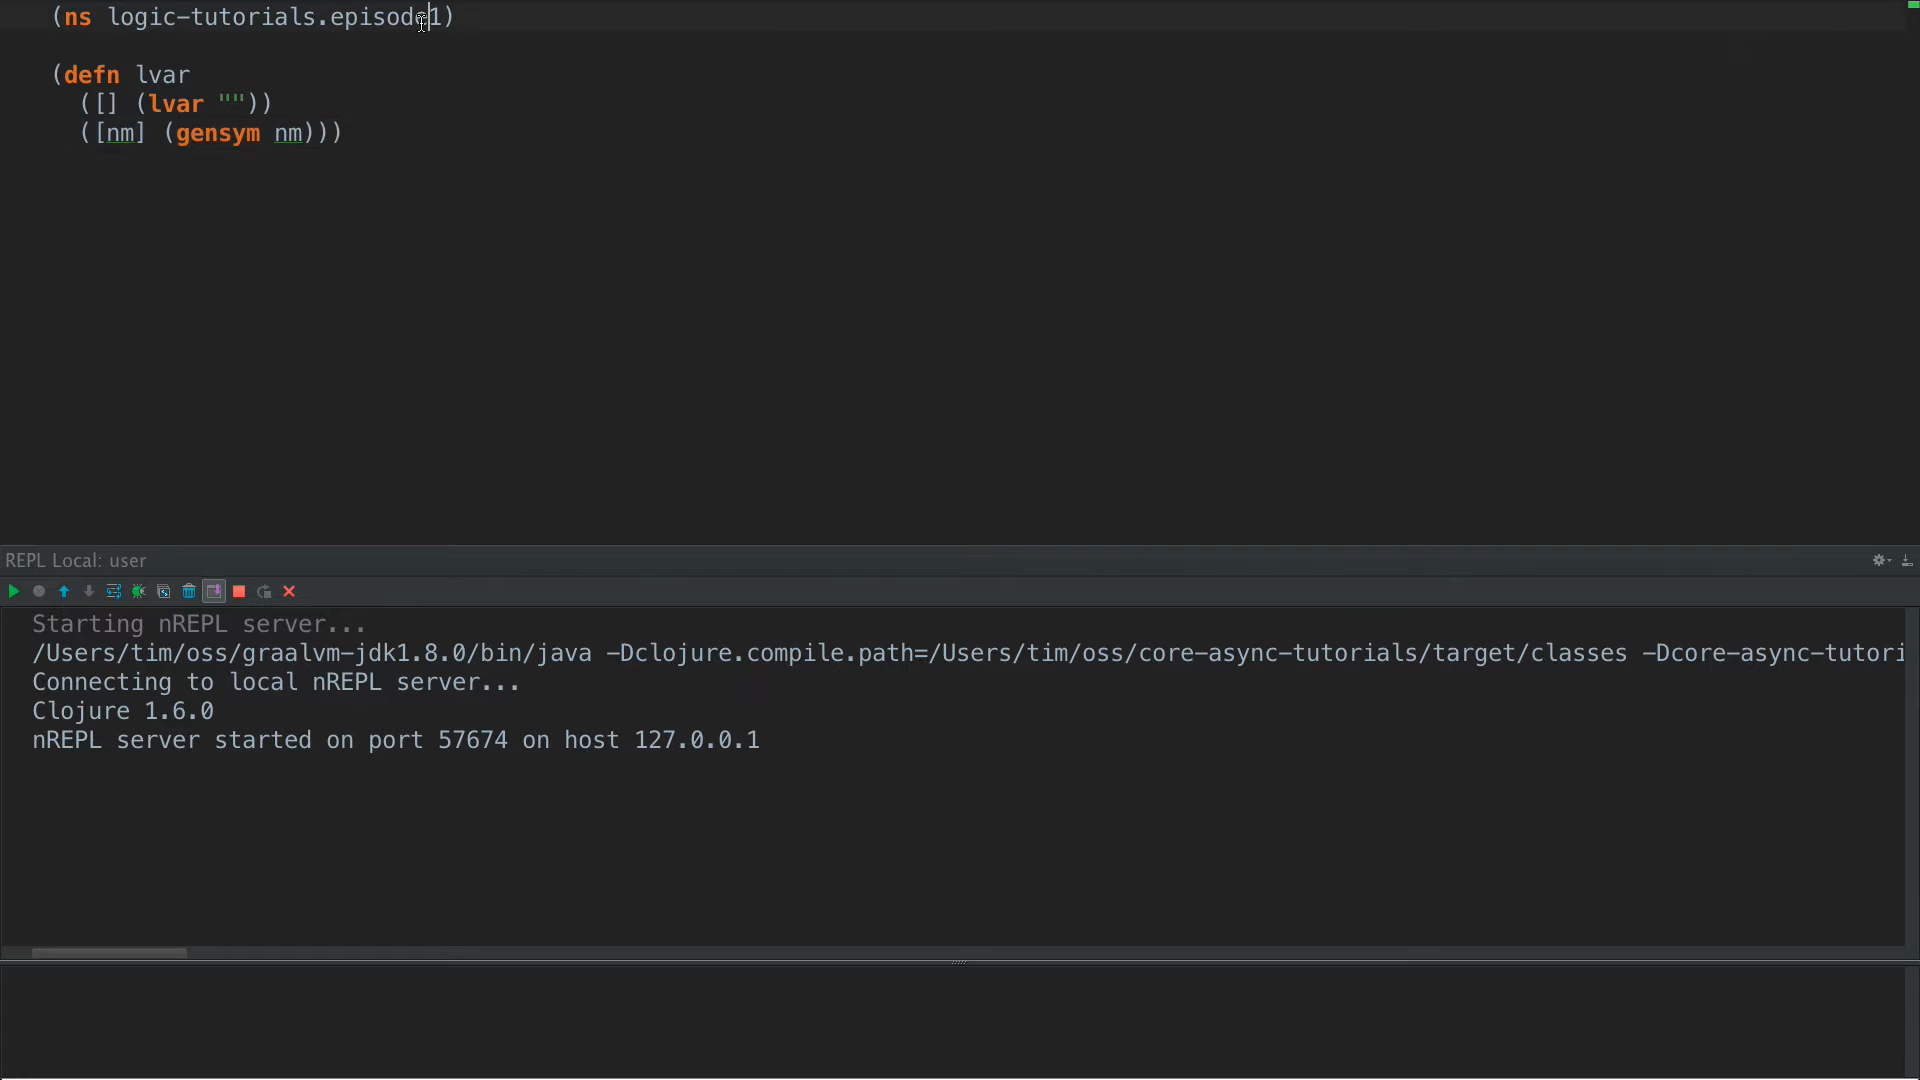 (ns logic-tutorials.episode1)
(defn lvar
([] (lvar ""))
([nm] (gensym nm)))
REPL Local: user
Starting nREPL server...
/Users/tim/oss/graalvm-jdk1.8.0/bin/java -Dclojure.compile.path=/Users/tim/oss/core-async-tutorials/target/classes -Dcore-async-tutori
Connecting to local nREPL server...
Clojure 1.6.0
nREPL server started on port 57674 on host 127.0.0.1